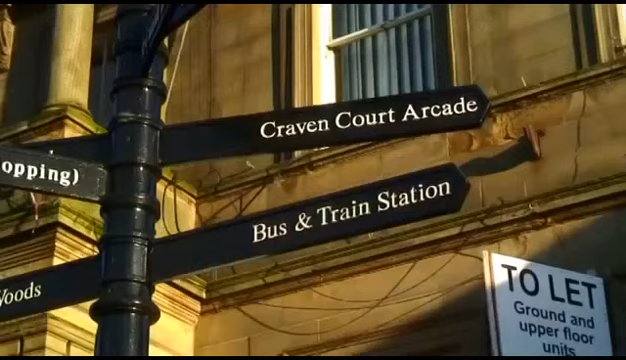 Craven Court Arcade
opping)
Bus & Train Station
Woods
TO LET
Ground and
upper floor
units